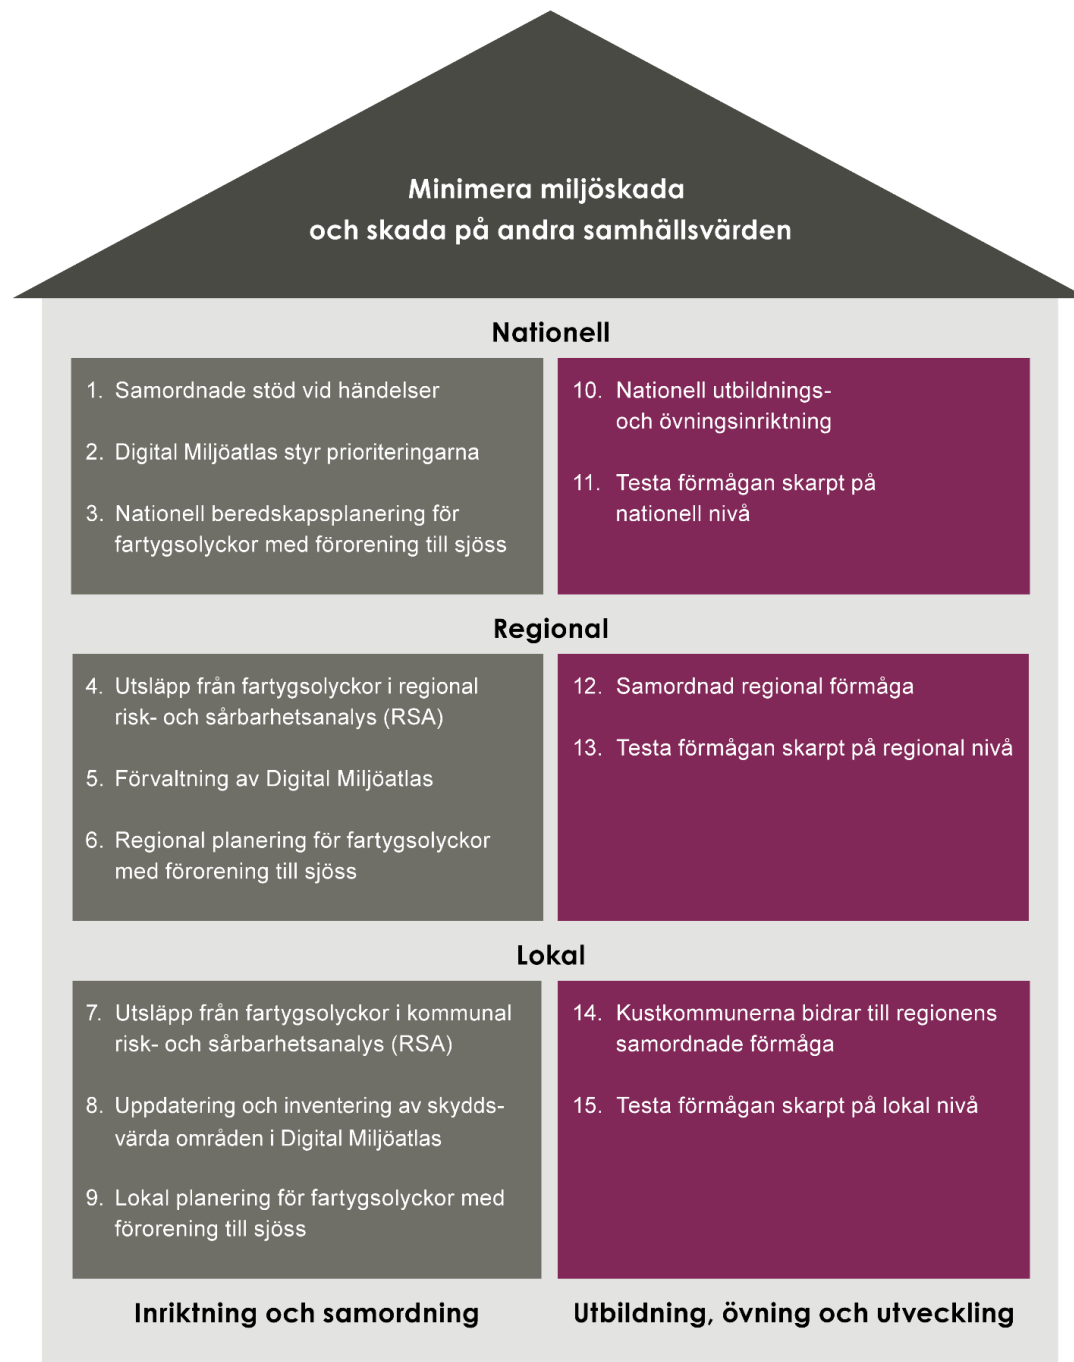 Minimera miljöskada
och skada på andra samhällsvärden
Nationell
1. Samordnade stöd vid händelser
2. Digital Miljöatlas styr prioriteringarna
3. Nationell beredskapsplanering för
fartygsolyckor med förorening till sjöss
10. Nationell utbildnings-
och övningsinriktning
11. Testa förmågan skarpt på
nationell nivå
Regional
4. Utsläpp från fartygsolyckor i regional
risk- och sårbarhetsanalys (RSA)
5. Förvaltning av Digital Miljöatlas
6. Regional planering för fartygsolyckor
med förorening till sjöss
12. Samordnad regional förmåga
13. Testa förmågan skarpt på regional nivå
Lokal
7. Utsläpp från fartygsolyckor i kommunal
risk- och sårbarhetsanalys (RSA)
8. Uppdatering och inventering av skydds-
värda områden i Digital Miljöatlas
9. Lokal planering för fartygsolyckor med
förorening till sjöss
14. Kustkommunerna bidrar till regionens
samordnade förmåga
15. Testa förmågan skarpt på lokal nivå
Inriktning och samordning
Utbildning, övning och utveckling